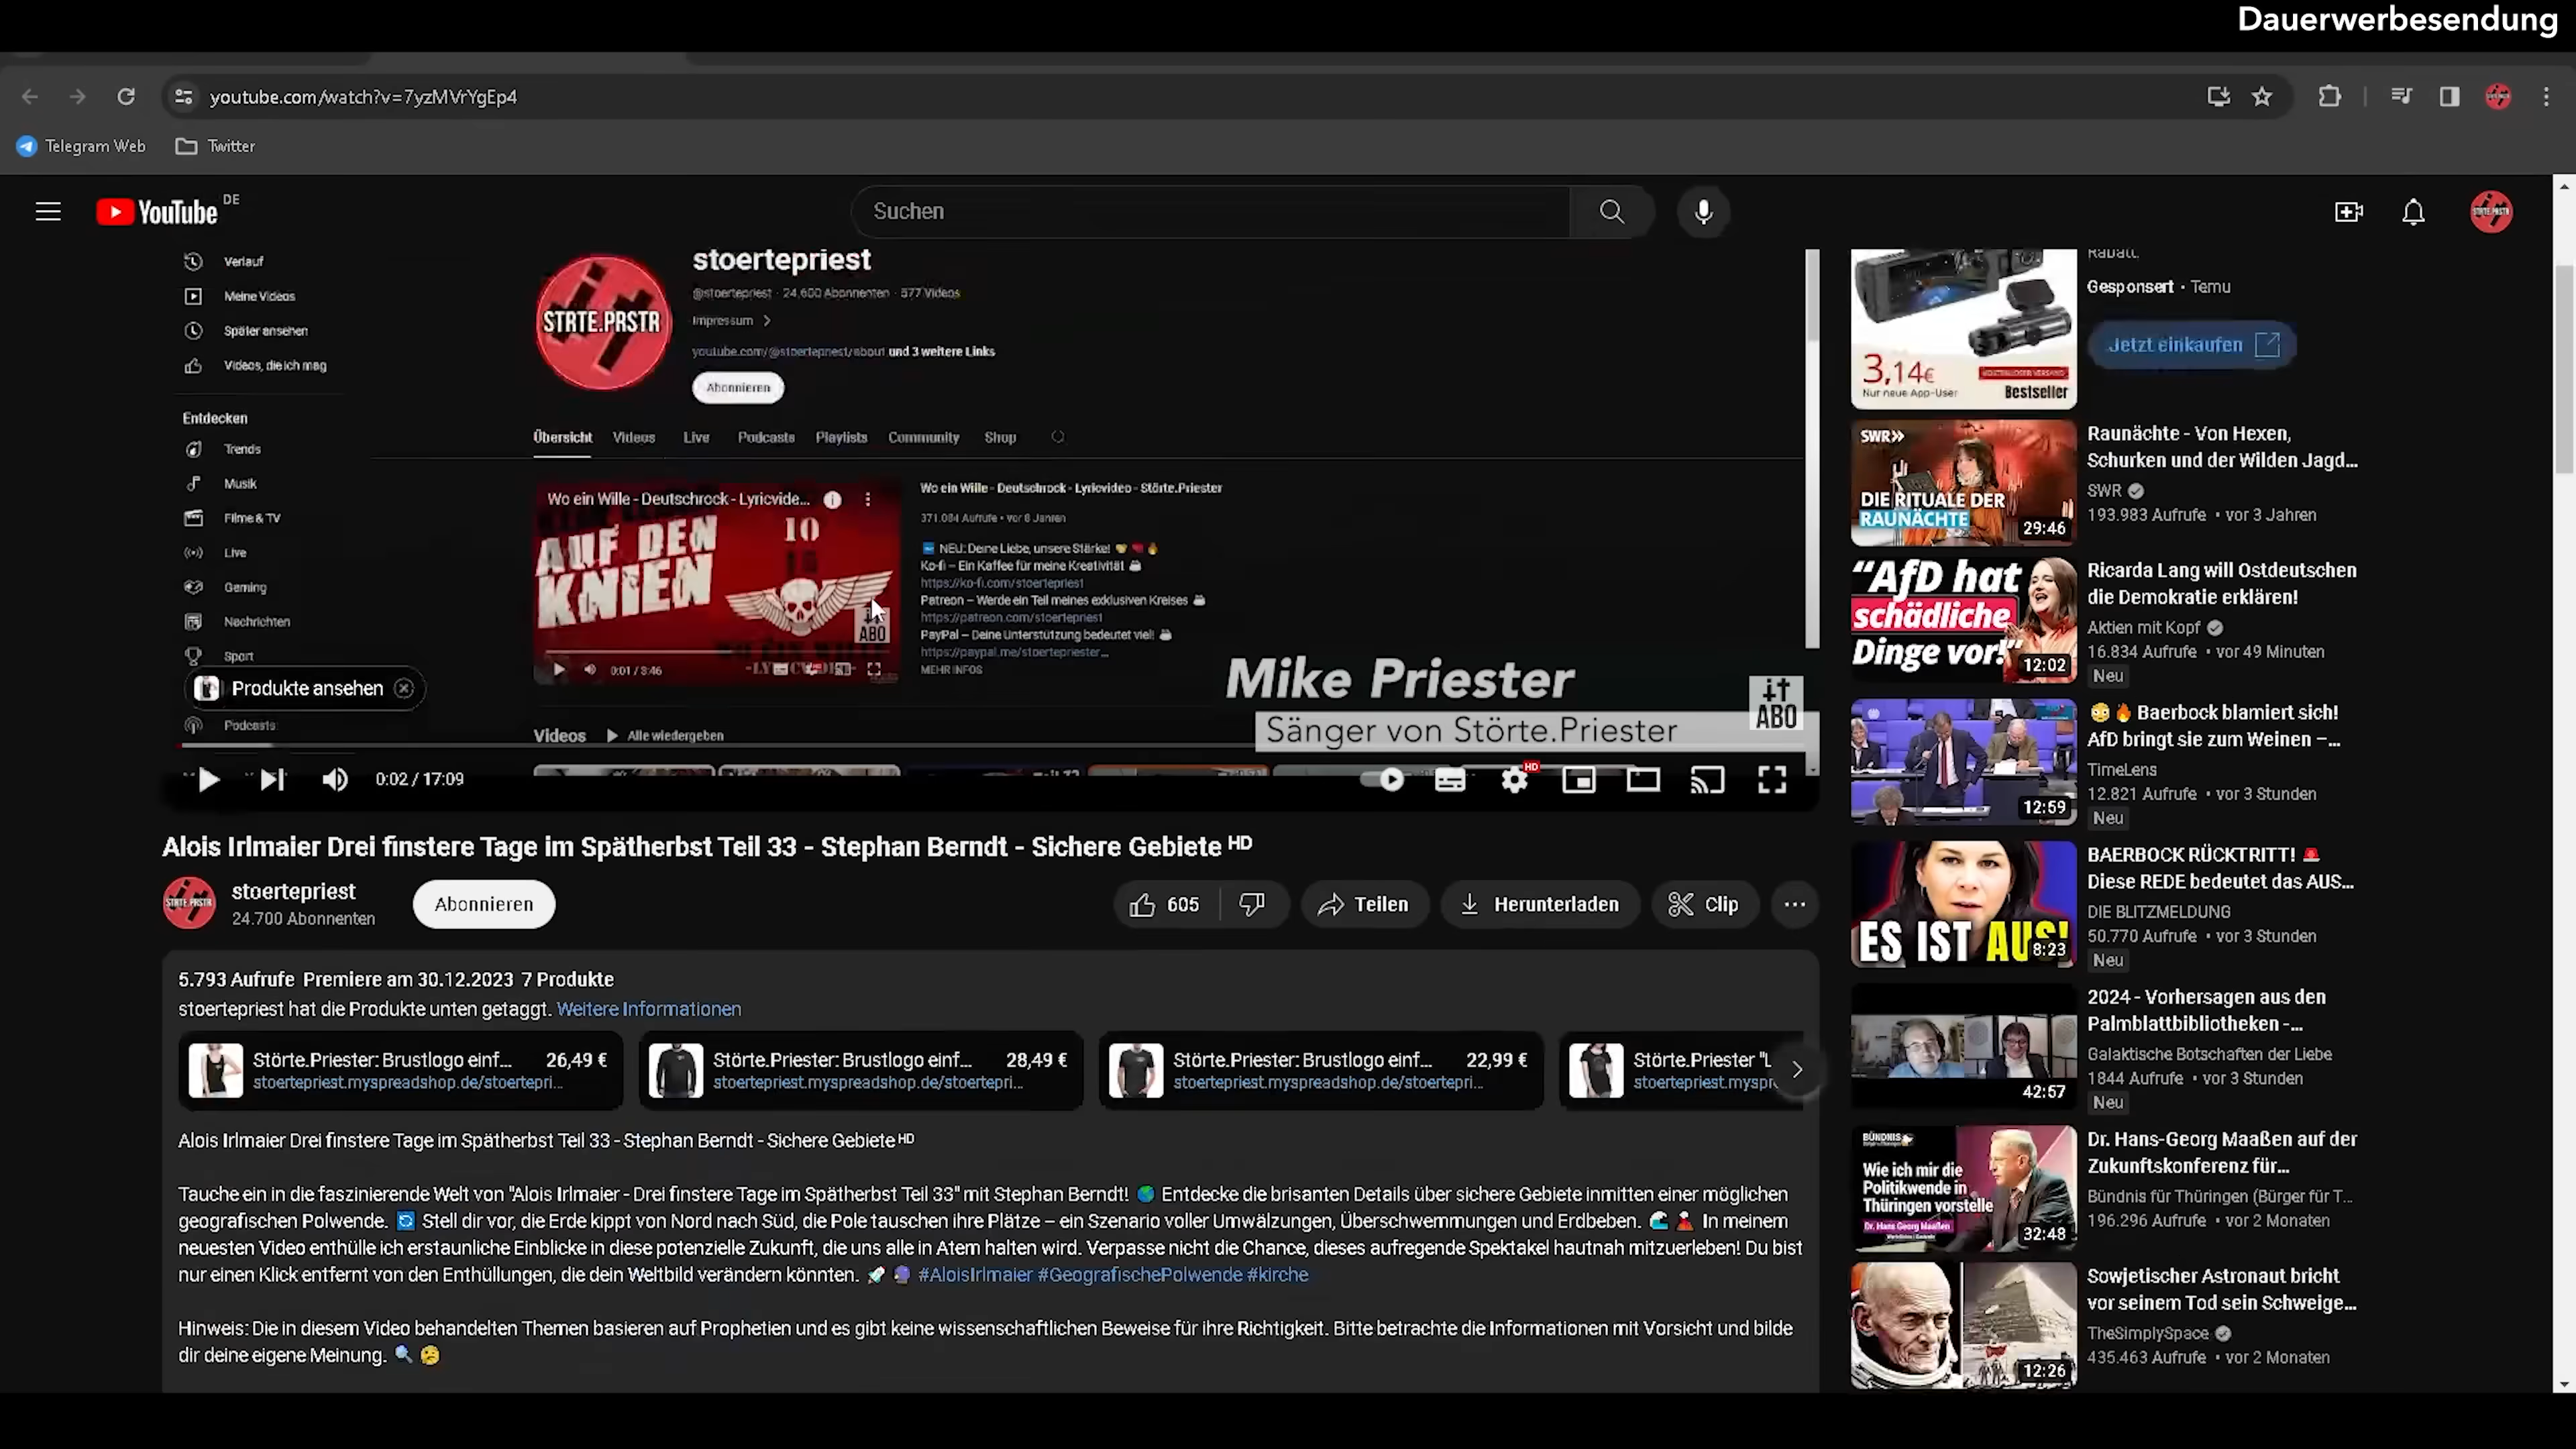 Dauerwerbesendung
youtube.com/watch?v=7yzMVrYgEp4
Telegram Web
Twitter
YouTube DE
Suchen
Verlauf
Meine Videos
Später ansehen
Videos, die ich mag
Entdecken
Trends
Musik
Filme & TV
Live
Gaming
Nachrichten
Sport
Produkte ansehen
Podcasts
STRTE.PRSTR
stoertepriest
@stoertepriest · 24,600 Abonnenten · 577 Videos
Impressum
youtube.com/@stoertepriest/about und 3 weitere Links
Abonnieren
Übersicht Videos Live Podcasts Playlists Community Shop
Wo ein Wille - Deutschrock - Lyricvide...
AUF DEN
KNIEN
10
ABO
0:01 / 3:46
Wo ein Wille - Deutschrock - Lyricvideo - Störte.Priester
371.084 Aufrufe · vor 8 Jahren
NEU: Deine Liebe, unsere Stärke!
Ko-fi – Ein Kaffee für meine Kreativität
https://ko-fi.com/stoertepriest
Patreon – Werde ein Teil meines exklusiven Kreises
https://patreon.com/stoertepriest
PayPal – Deine Unterstützung bedeutet viel!
https://paypal.me/stoertepriester...
MEHR INFOS
Mike Priester
Sänger von Störte.Priester
ABO
Videos Alle wiedergeben
0:02 / 17:09
HD
Alois Irlmaier Drei finstere Tage im Spätherbst Teil 33 - Stephan Berndt - Sichere Gebiete ᴴᴰ
STRTE.PRSTR
stoertepriest
24.700 Abonnenten
Abonnieren
605
Teilen
Herunterladen
Clip
5.793 Aufrufe Premiere am 30.12.2023 7 Produkte
stoertepriest hat die Produkte unten getaggt. Weitere Informationen
Störte.Priester: Brustlogo einf... 26,49 €
stoertepriest.myspreadshop.de/stoertepri...
Störte.Priester: Brustlogo einf... 28,49 €
stoertepriest.myspreadshop.de/stoertepri...
Störte.Priester: Brustlogo einf... 22,99 €
stoertepriest.myspreadshop.de/stoertepri...
Störte.Priester "L
stoertepriest.myspr
Alois Irlmaier Drei finstere Tage im Spätherbst Teil 33 - Stephan Berndt - Sichere Gebiete ᴴᴰ
Tauche ein in die faszinierende Welt von "Alois Irlmaier - Drei finstere Tage im Spätherbst Teil 33" mit Stephan Berndt! 🌍 Entdecke die brisanten Details über sichere Gebiete inmitten einer möglichen
geografischen Polwende. 🔄 Stell dir vor, die Erde kippt von Nord nach Süd, die Pole tauschen ihre Plätze – ein Szenario voller Umwälzungen, Überschwemmungen und Erdbeben. 🌊 🌋 In meinem
neuesten Video enthülle ich erstaunliche Einblicke in diese potenzielle Zukunft, die uns alle in Atem halten wird. Verpasse nicht die Chance, dieses aufregende Spektakel hautnah mitzuerleben! Du bist
nur einen Klick entfernt von den Enthüllungen, die dein Weltbild verändern könnten. 🚀 🔮 #AloisIrlmaier #GeografischePolwende #kirche
Hinweis: Die in diesem Video behandelten Themen basieren auf Prophetien und es gibt keine wissenschaftlichen Beweise für ihre Richtigkeit. Bitte betrachte die Informationen mit Vorsicht und bilde
dir deine eigene Meinung. 🔍 🤔
3,14€
Nur neue App-User
Bestseller
Rabatt.
Gesponsert · Temu
Jetzt einkaufen
SWR»
DIE RITUALE DER
RAUNÄCHTE
29:46
Raunächte - Von Hexen,
Schurken und der Wilden Jagd...
SWR
193.983 Aufrufe · vor 3 Jahren
"AfD hat
schädliche
Dinge vor!"
12:02
Ricarda Lang will Ostdeutschen
die Demokratie erklären!
Aktien mit Kopf
16.834 Aufrufe · vor 49 Minuten
Neu
12:59
😳🔥 Baerbock blamiert sich!
AfD bringt sie zum Weinen –...
TimeLens
12.821 Aufrufe · vor 3 Stunden
Neu
ES IST AUS!
8:23
BAERBOCK RÜCKTRITT! 🚨
Diese REDE bedeutet das AUS...
DIE BLITZMELDUNG
50.770 Aufrufe · vor 3 Stunden
Neu
42:57
2024 - Vorhersagen aus den
Palmblattbibliotheken -...
Galaktische Botschaften der Liebe
1844 Aufrufe · vor 3 Stunden
Neu
BÜNDNIS
Wie ich mir die
Politikwende in
Thüringen vorstelle
Dr. Hans Georg Maaßen
32:48
Dr. Hans-Georg Maaßen auf der
Zukunftskonferenz für...
Bündnis für Thüringen (Bürger für T...
196.296 Aufrufe · vor 2 Monaten
12:26
Sowjetischer Astronaut bricht
vor seinem Tod sein Schweige...
TheSimplySpace
435.463 Aufrufe · vor 2 Monaten